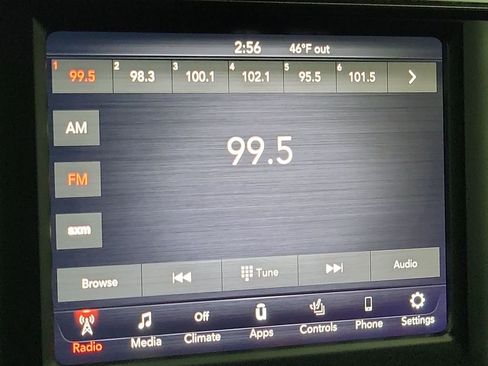 2:56 46°F out
1 99.5 2 98.3 3 100.1 4 102.1 5 95.5 6 101.5
AM
99.5
FM
sxm
Browse Tune Audio
Radio Media Off Climate Apps Controls Phone Settings